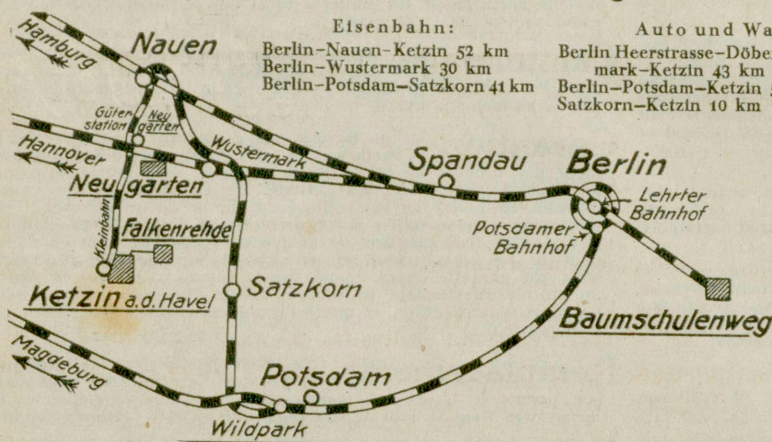 Eisenbahn:
Berlin-Nauen-Ketzin 52 km
Berlin-Wustermark 30 km
Berlin-Potsdam-Satzkorn 41 km
Auto und
Berlin Heerstrasse-
mark-Ketzin 43 km
Berlin-Potsdam-Ketzin
Satzkorn-Ketzin 10 km
Hamburg
Nauen
Güter
station
Neu
garten
Hannover
Wustermark
Spandau
Berlin
Lehrter
Bahnhof
Potsdamer
Bahnhof
Neugarten
Kleinbahn
Falkenrehde
Ketzin a.d. Havel
Satzkorn
Baumschulenweg
Magdeburg
Potsdam
Wildpark